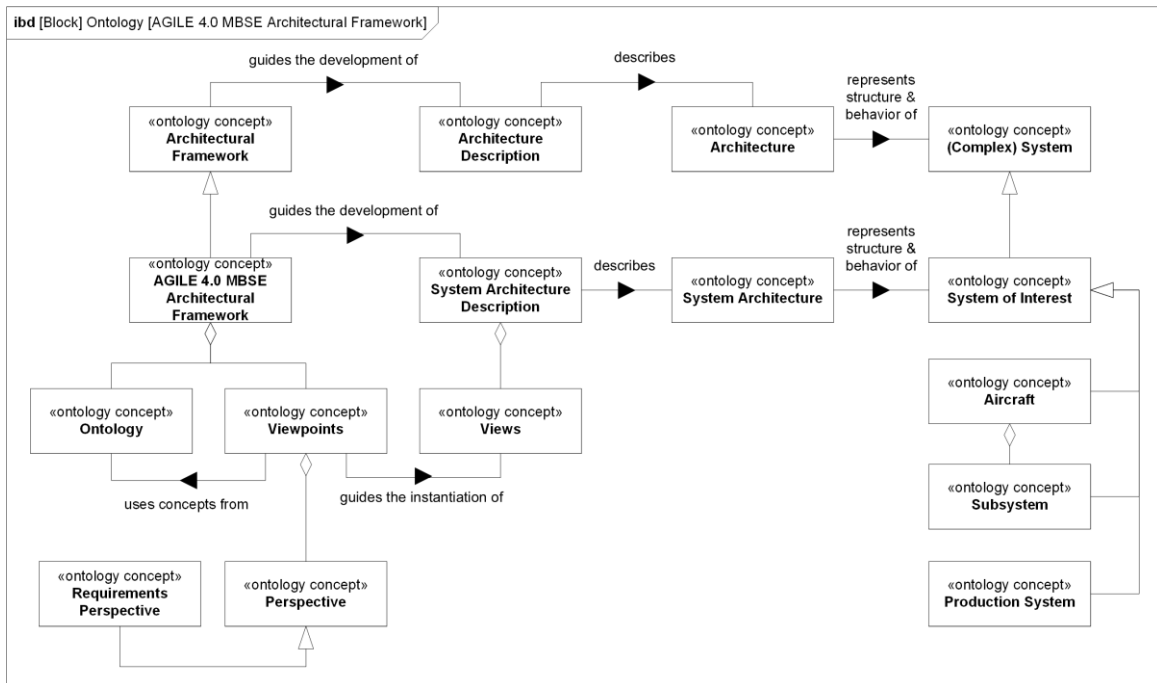 ibd [Block] Ontology [AGILE 4.0 MBSE Architectural Framework]
guides the development of
describes
represents
structure &
behavior of
«ontology concept»
Architectural
Framework
«ontology concept»
Architecture
Description
«ontology concept»
Architecture
«ontology concept»
(Complex) System
guides the development of
describes
represents
structure &
behavior of
«ontology concept»
AGILE 4.0 MBSE
Architectural
Framework
«ontology concept»
System Architecture
Description
«ontology concept»
System Architecture
«ontology concept»
System of Interest
«ontology concept»
Ontology
«ontology concept»
Viewpoints
«ontology concept»
Views
«ontology concept»
Aircraft
uses concepts from
guides the instantiation of
«ontology concept»
Subsystem
«ontology concept»
Requirements
Perspective
«ontology concept»
Perspective
«ontology concept»
Production System